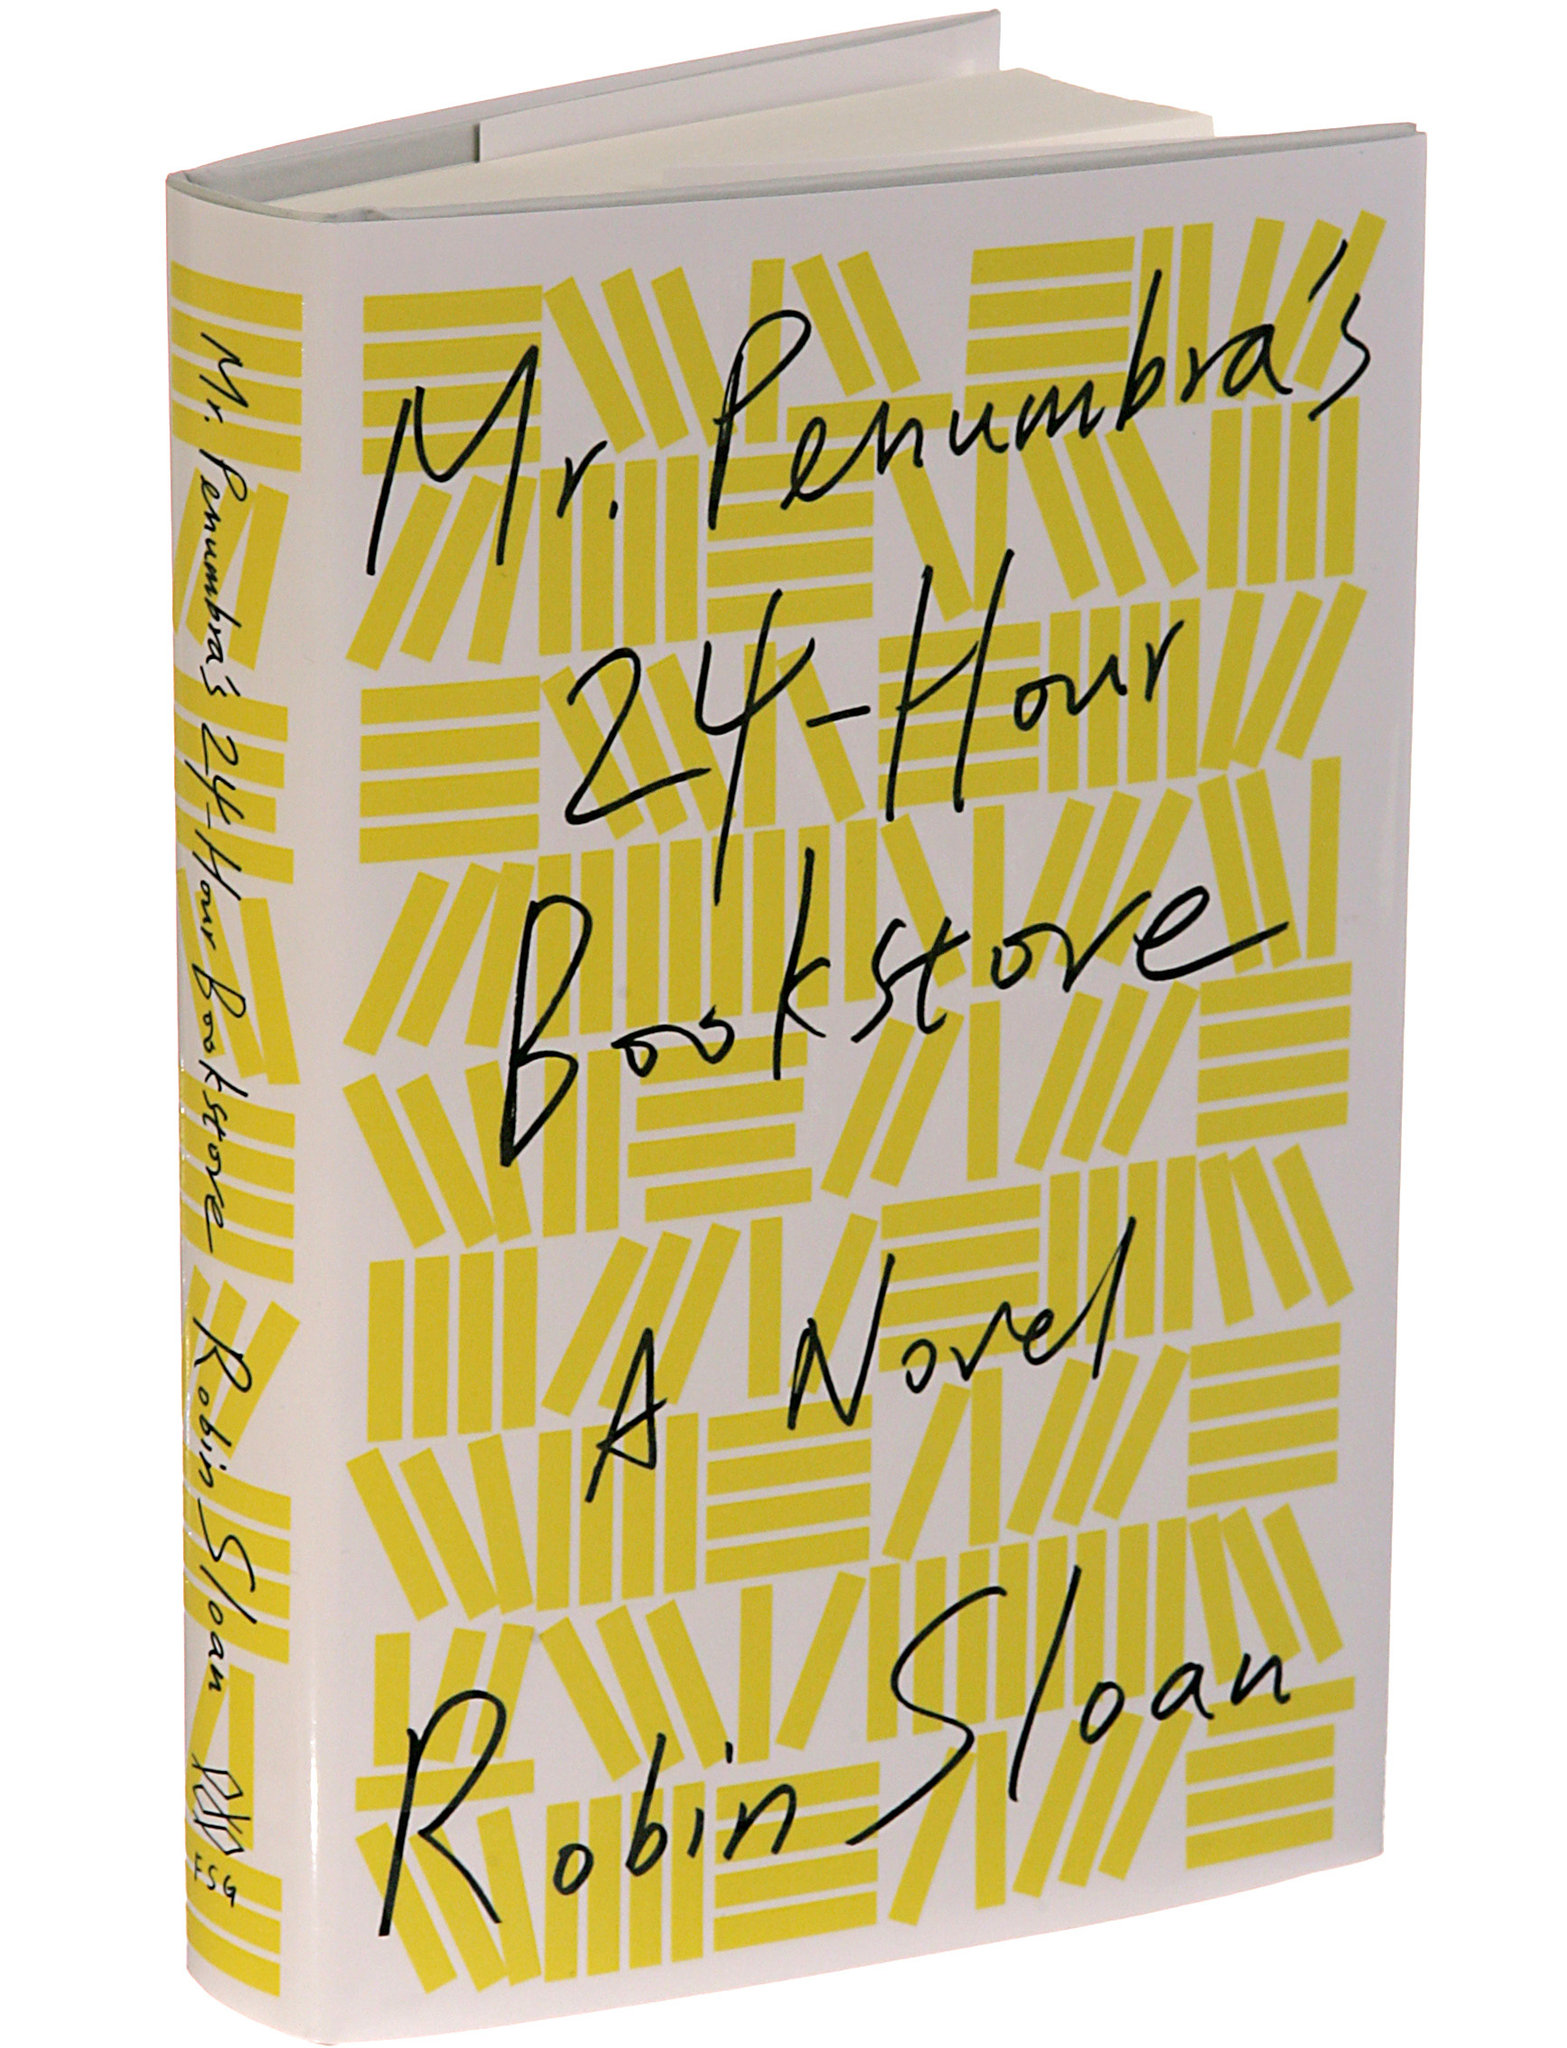 Mr. Penumbra's 24-Hour Bookstore Robin Sloan
FSG
Mr. Penumbra's
24-Hour
Bookstore
A Novel
Robin Sloan